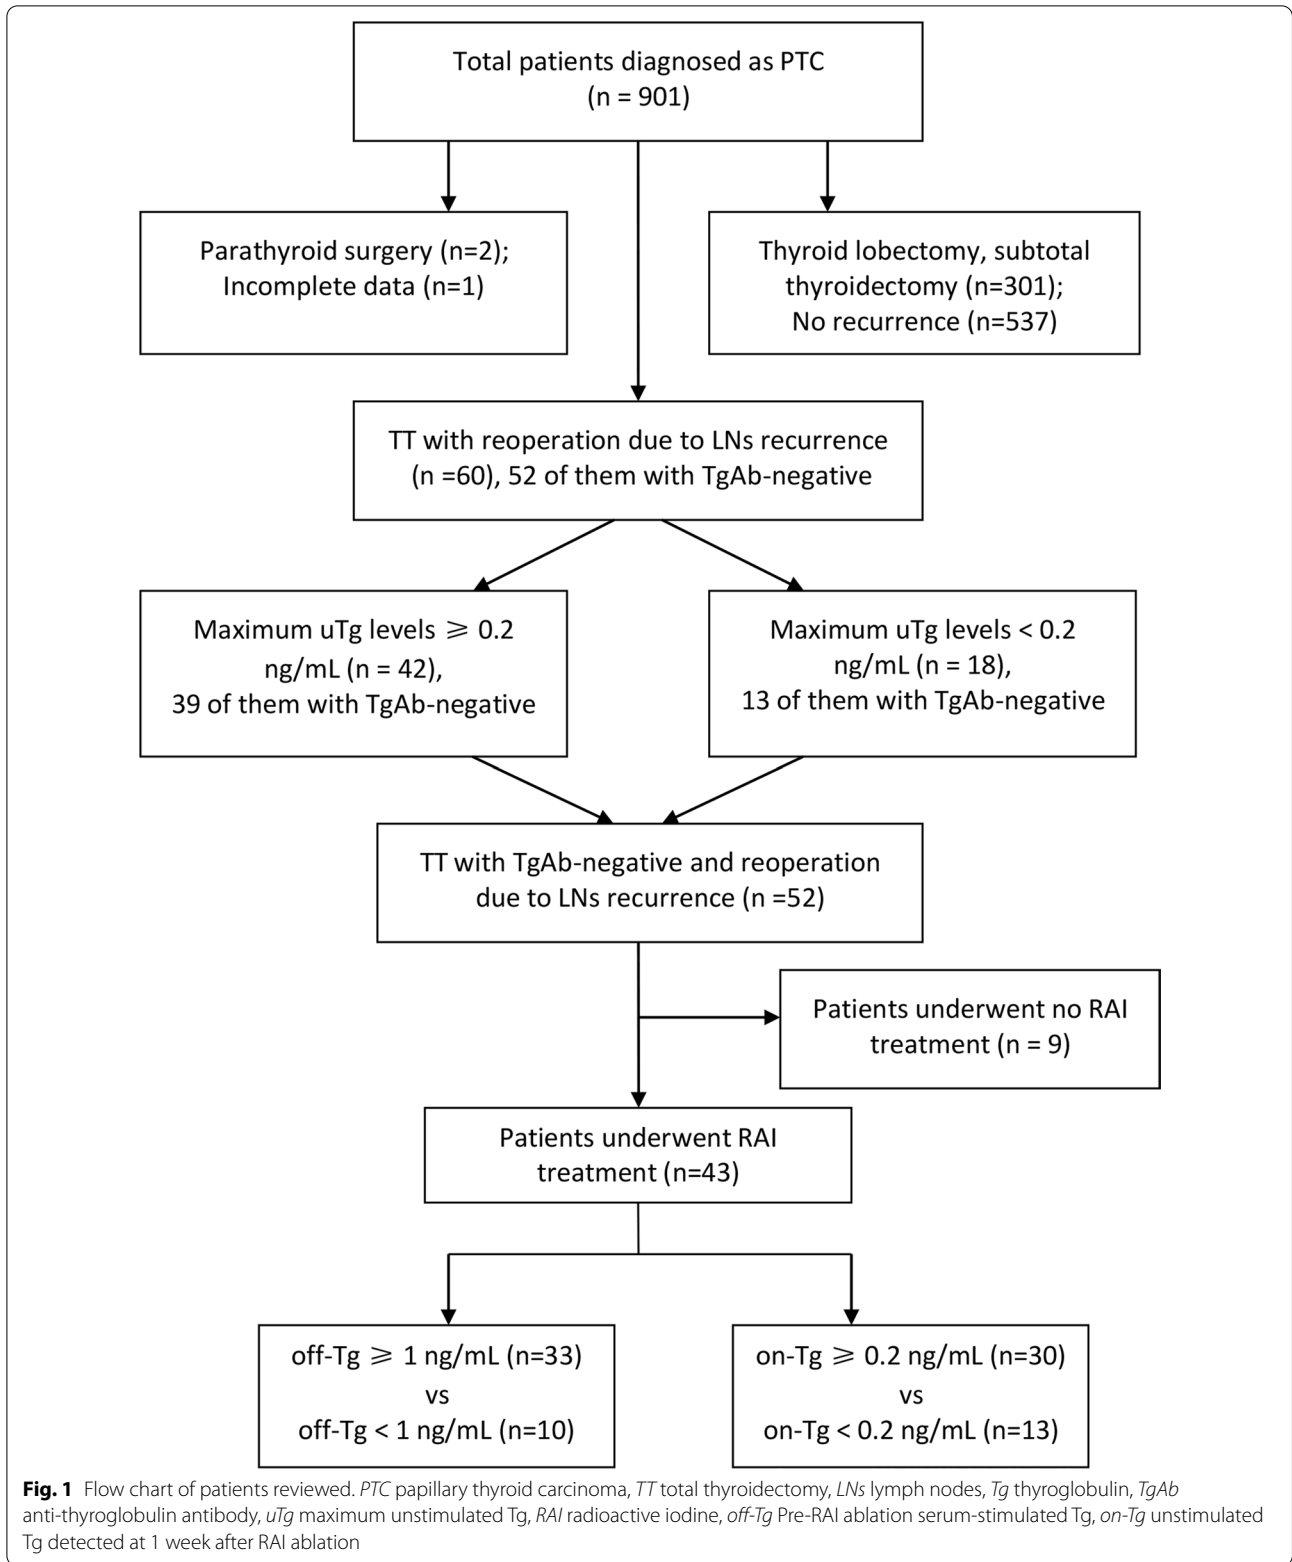 Total patients diagnosed as PTC
(n = 901)
Parathyroid surgery (n=2);
Incomplete data (n=1)
Thyroid lobectomy, subtotal
thyroidectomy (n=301);
No recurrence (n=537)
TT with reoperation due to LNs recurrence
(n =60), 52 of them with TgAb-negative
Maximum uTg levels ⩾ 0.2
ng/mL (n = 42),
39 of them with TgAb-negative
Maximum uTg levels < 0.2
ng/mL (n = 18),
13 of them with TgAb-negative
TT with TgAb-negative and reoperation
due to LNs recurrence (n =52)
Patients underwent no RAI
treatment (n = 9)
Patients underwent RAI
treatment (n=43)
off-Tg ⩾ 1 ng/mL (n=33)
vs
off-Tg < 1 ng/mL (n=10)
on-Tg ⩾ 0.2 ng/mL (n=30)
vs
on-Tg < 0.2 ng/mL (n=13)
Fig. 1 Flow chart of patients reviewed. PTC papillary thyroid carcinoma, TT total thyroidectomy, LNs lymph nodes, Tg thyroglobulin, TgAb
anti-thyroglobulin antibody, uTg maximum unstimulated Tg, RAI radioactive iodine, off-Tg Pre-RAI ablation serum-stimulated Tg, on-Tg unstimulated
Tg detected at 1 week after RAI ablation